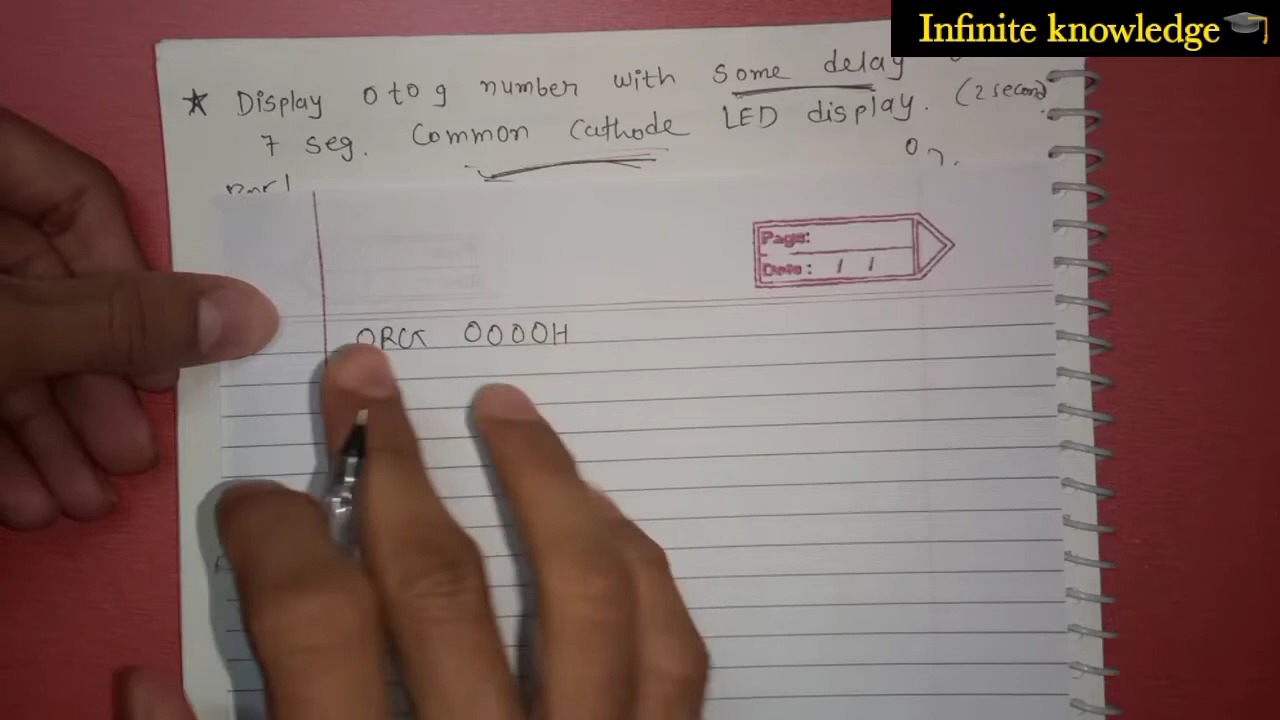 Infinite knowledge
★ Display 0 to 9 number with some delay
7 seg. Common Cathode LED display. (2 second
Page:
Date: / /
ORG 0000H